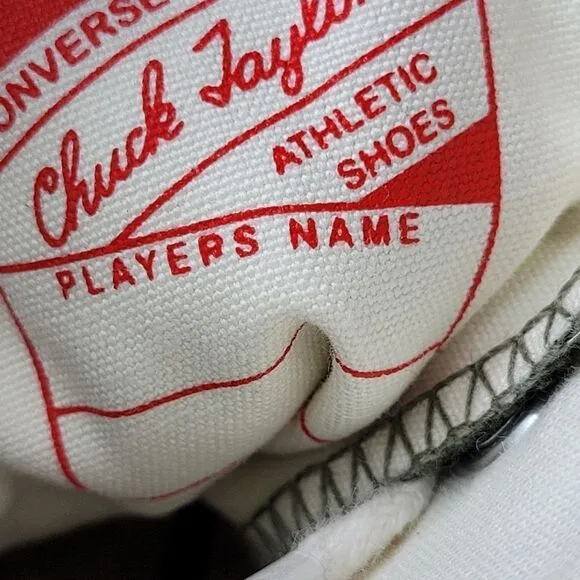 CONVERSE
Chuck Taylor
ATHLETIC
SHOES
PLAYERS NAME